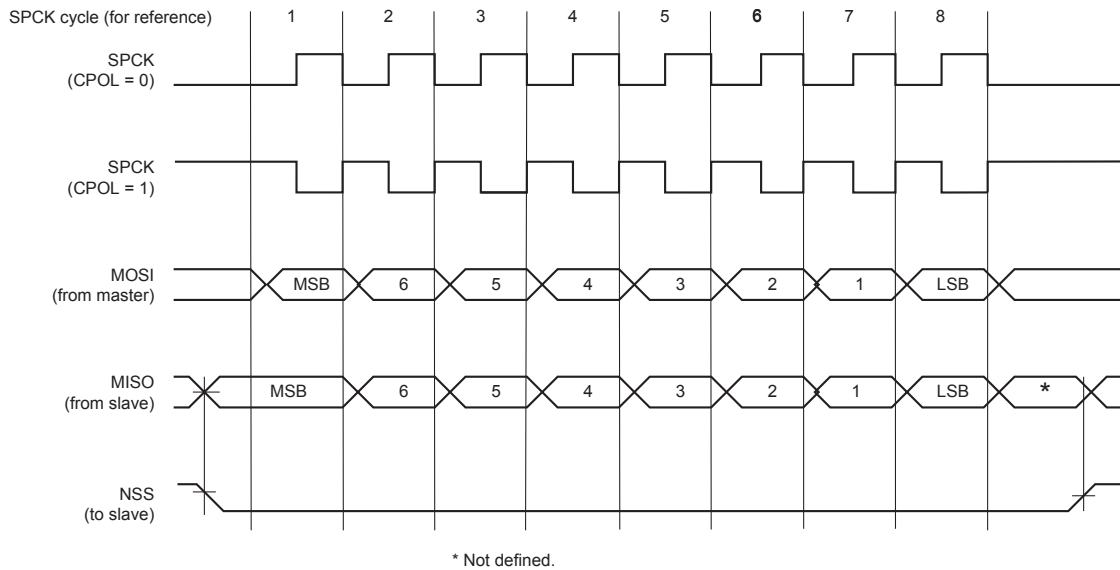 SPCK cycle (for reference) 1 2 3 4 5 6 7 8
SPCK
(CPOL = 0)
SPCK
(CPOL = 1)
MOSI
(from master)
MSB 6 5 4 3 2 1 LSB
MISO
(from slave)
MSB 6 5 4 3 2 1 LSB *
NSS
(to slave)
* Not defined.